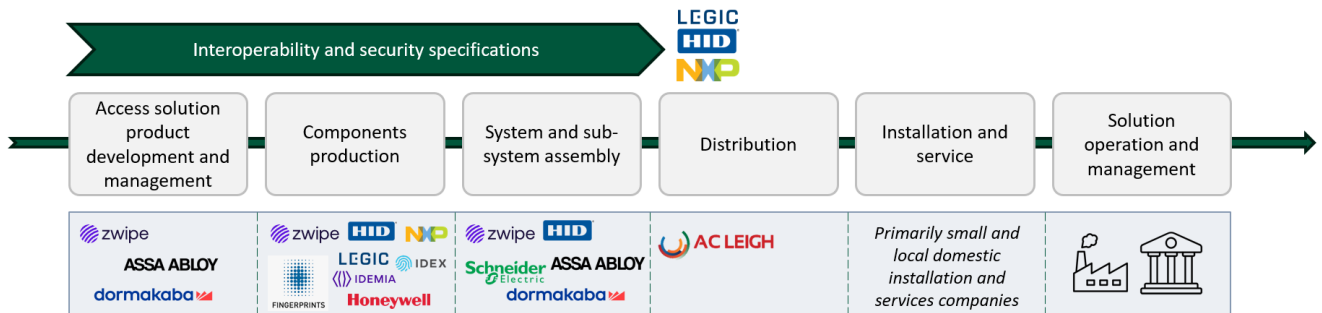 LEGIC
HID
NXP
Interoperability and security specifications
Access solution
product
development and
management
Components
production
System and sub-
system assembly
Distribution
Installation and
service
Solution
operation and
management
zwipe
ASSA ABLOY
dormakaba
zwipe HID NXP
LEGIC IDEX
IDEMIA
FINGERPRINTS Honeywell
zwipe HID
Schneider Electric ASSA ABLOY
dormakaba
AC LEIGH
Primarily small and
local domestic
installation and
services companies